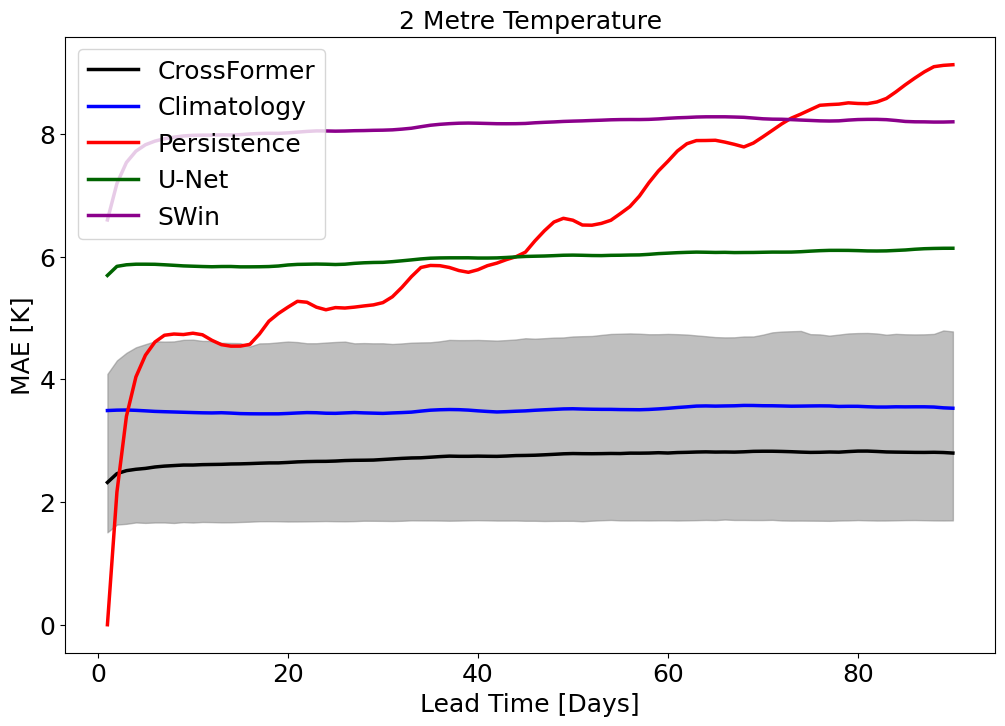 2 Metre Temperature
CrossFormer
Climatology
Persistence
U-Net
SWin
MAE [K]
8
6
4
2
0
0 20 40 60 80
Lead Time [Days]